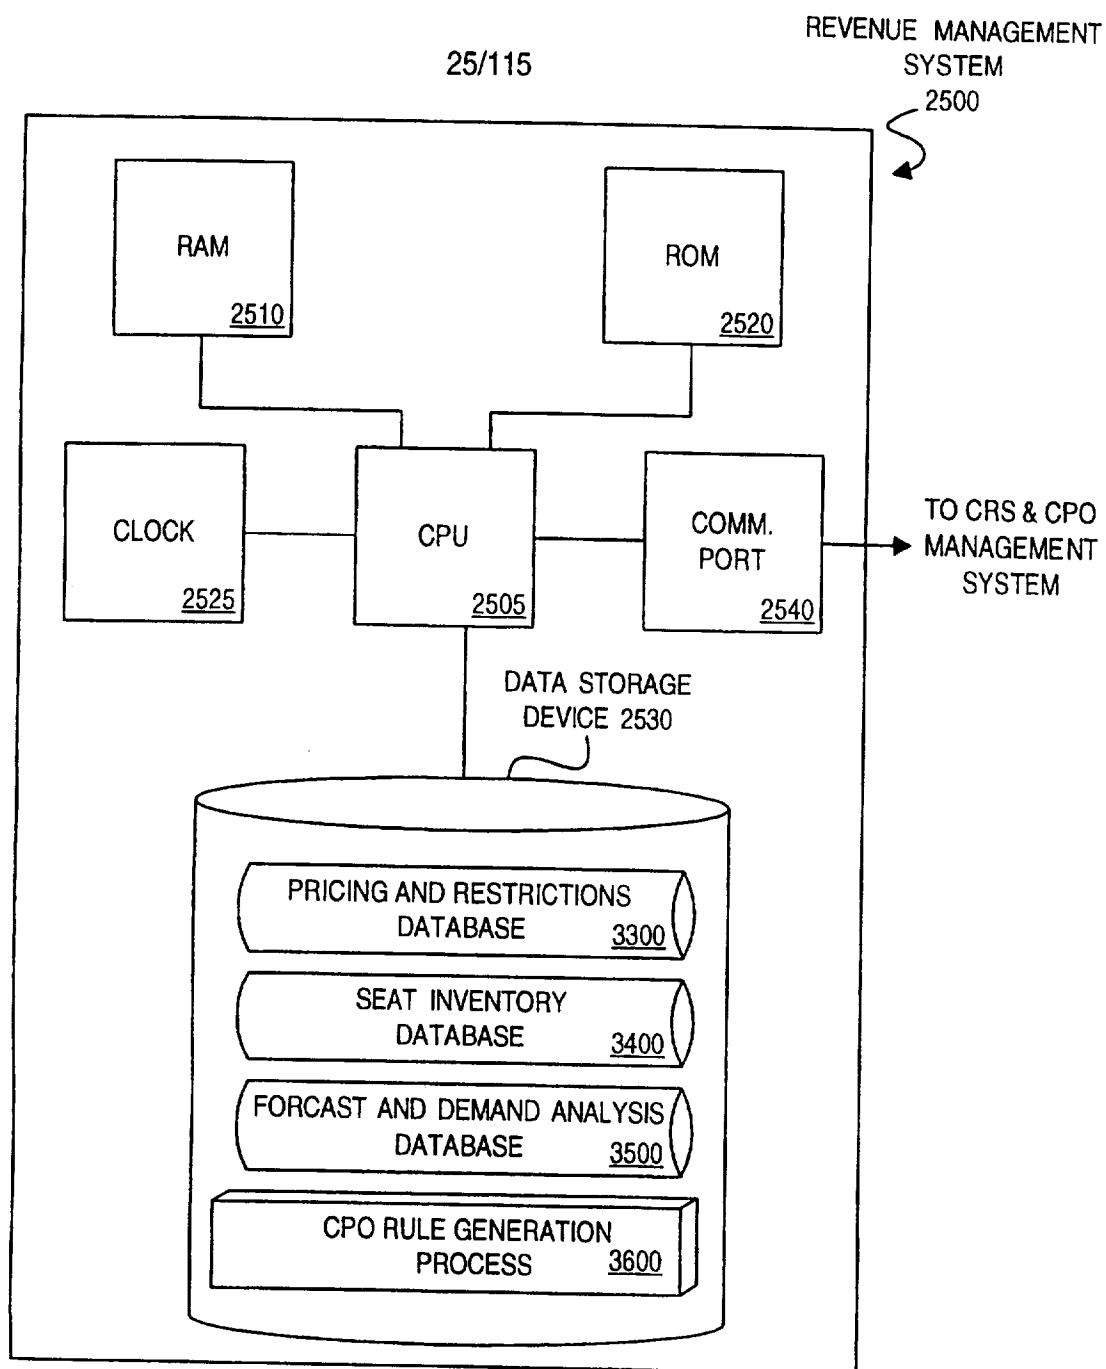 25/115
REVENUE MANAGEMENT
SYSTEM
2500
RAM
2510
ROM
2520
CLOCK
2525
CPU
2505
COMM.
PORT
2540
TO CRS & CPO
MANAGEMENT
SYSTEM
DATA STORAGE
DEVICE 2530
PRICING AND RESTRICTIONS
DATABASE
3300
SEAT INVENTORY
DATABASE
3400
FORCAST AND DEMAND ANALYSIS
DATABASE
3500
CPO RULE GENERATION
PROCESS
3600